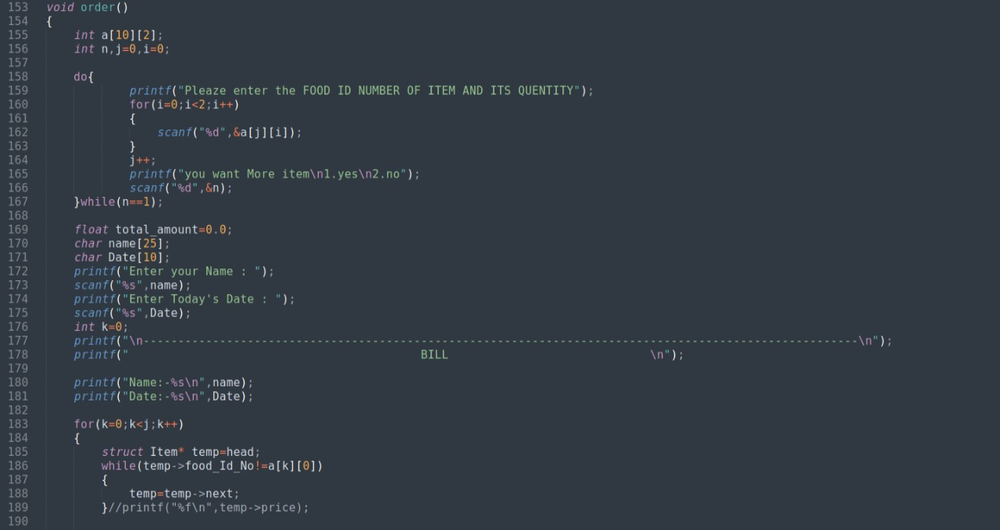 153 void order()
154 {
155     int a[10][2];
156     int n,j=0,i=0;
157
158     do{
159             printf("Pleaze enter the FOOD ID NUMBER OF ITEM AND ITS QUENTITY");
160             for(i=0;i<2;i++)
161             {
162                 scanf("%d",&a[j][i]);
163             }
164             j++;
165             printf("you want More item\n1.yes\n2.no");
166             scanf("%d",&n);
167     }while(n==1);
168
169     float total_amount=0.0;
170     char name[25];
171     char Date[10];
172     printf("Enter your Name : ");
173     scanf("%s",name);
174     printf("Enter Today's Date : ");
175     scanf("%s",Date);
176     int k=0;
177     printf("\n-------------------------------------------------------------------------------------------------------\n");
178     printf("                                          BILL                             \n");
179
180     printf("Name:-%s\n",name);
181     printf("Date:-%s\n",Date);
182
183     for(k=0;k<j;k++)
184     {
185         struct Item* temp=head;
186         while(temp->food_Id_No!=a[k][0])
187         {
188             temp=temp->next;
189         }//printf("%f\n",temp->price);
190